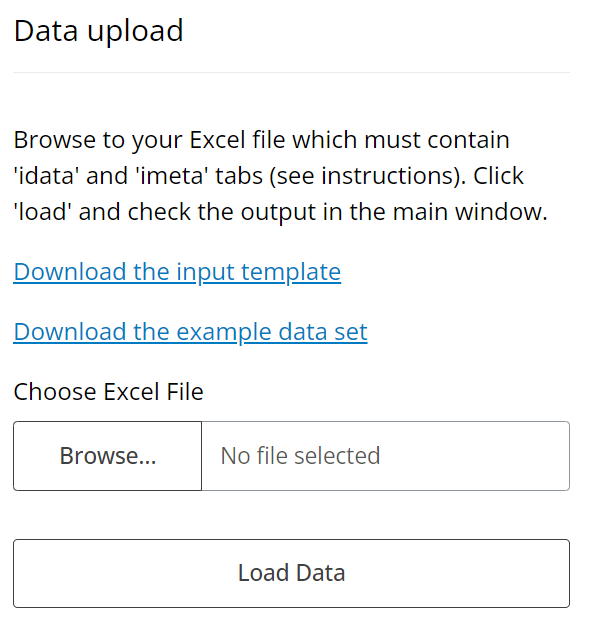 Data upload
Browse to your Excel file which must contain
'idata' and 'imeta' tabs (see instructions). Click
'load' and check the output in the main window.
Download the input template
Download the example data set
Choose Excel File
Browse... No file selected
Load Data